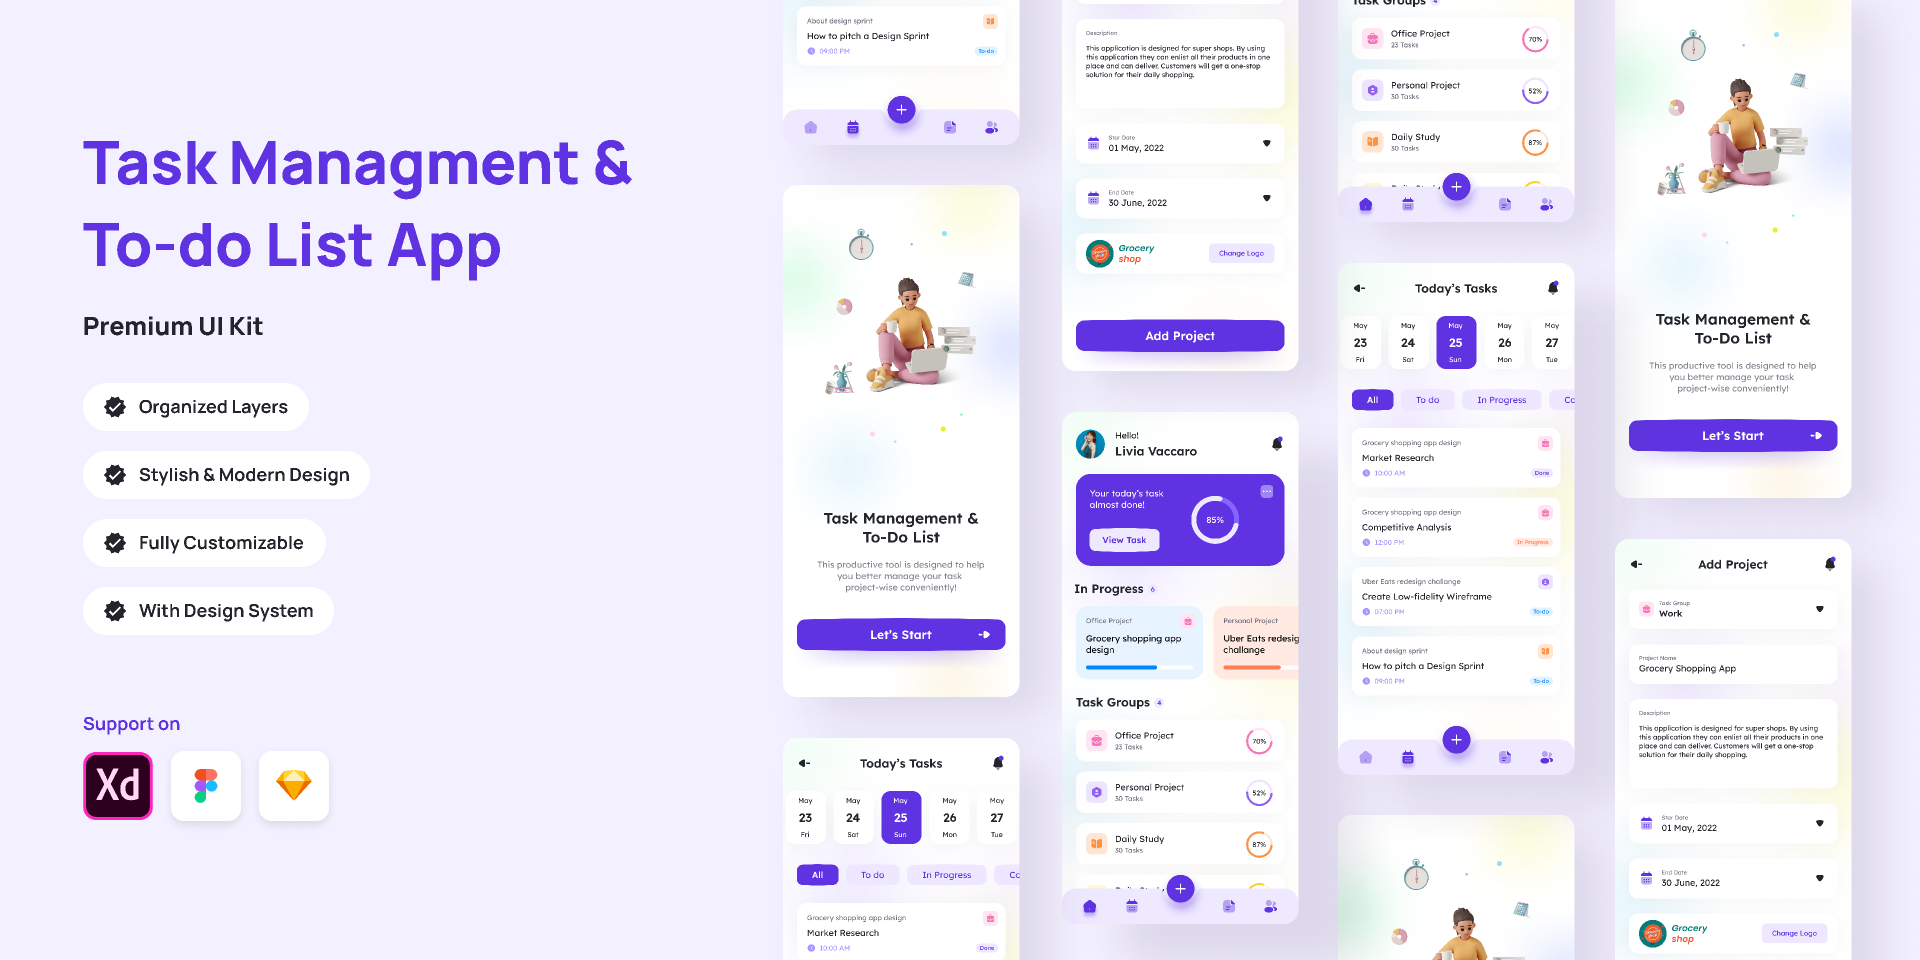 Task Managment &
To-do List App
Premium UI Kit
Organized Layers
Stylish & Modern Design
Fully Customizable
With Design System
Support on
Xd
About design sprint
How to pitch a Design Sprint
09:00 PM
To-do
Task Management &
To-Do List
This productive tool is designed to help
you better manage your task
project-wise conveniently!
Let's Start
Today's Tasks
May
23
Fri
May
24
Sat
May
25
Sun
May
26
Mon
May
27
Tue
All
To do
In Progress
Co
Grocery shopping app design
Market Research
10:00 AM
Done
Description
This application is designed for super shops. By using
this application they can enlist all their products in one
place and can deliver. Customers will get a one-stop
solution for their daily shopping.
Star Date
01 May, 2022
End Date
30 June, 2022
Grocery
shop
Change Logo
Add Project
Hello!
Livia Vaccaro
Your today's task
almost done!
View Task
85%
In Progress 6
Office Project
Grocery shopping app
design
Personal Project
Uber Eats redesig
challange
Task Groups 4
Office Project
23 Tasks
70%
Personal Project
30 Tasks
52%
Daily Study
30 Tasks
87%
Task Groups 4
Office Project
23 Tasks
70%
Personal Project
30 Tasks
52%
Daily Study
30 Tasks
87%
Today's Tasks
May
23
Fri
May
24
Sat
May
25
Sun
May
26
Mon
May
27
Tue
All
To do
In Progress
Co
Grocery shopping app design
Market Research
10:00 AM
Done
Grocery shopping app design
Competitive Analysis
12:00 PM
In Progress
Uber Eats redesign challange
Create Low-fidelity Wireframe
07:00 PM
To-do
About design sprint
How to pitch a Design Sprint
09:00 PM
To-do
Task Management &
To-Do List
This productive tool is designed to help
you better manage your task
project-wise conveniently!
Let's Start
Add Project
Task Group
Work
Project Name
Grocery Shopping App
Description
This application is designed for super shops. By using
this application they can enlist all their products in one
place and can deliver. Customers will get a one-stop
solution for their daily shopping.
Star Date
01 May, 2022
End Date
30 June, 2022
Grocery
shop
Change Logo